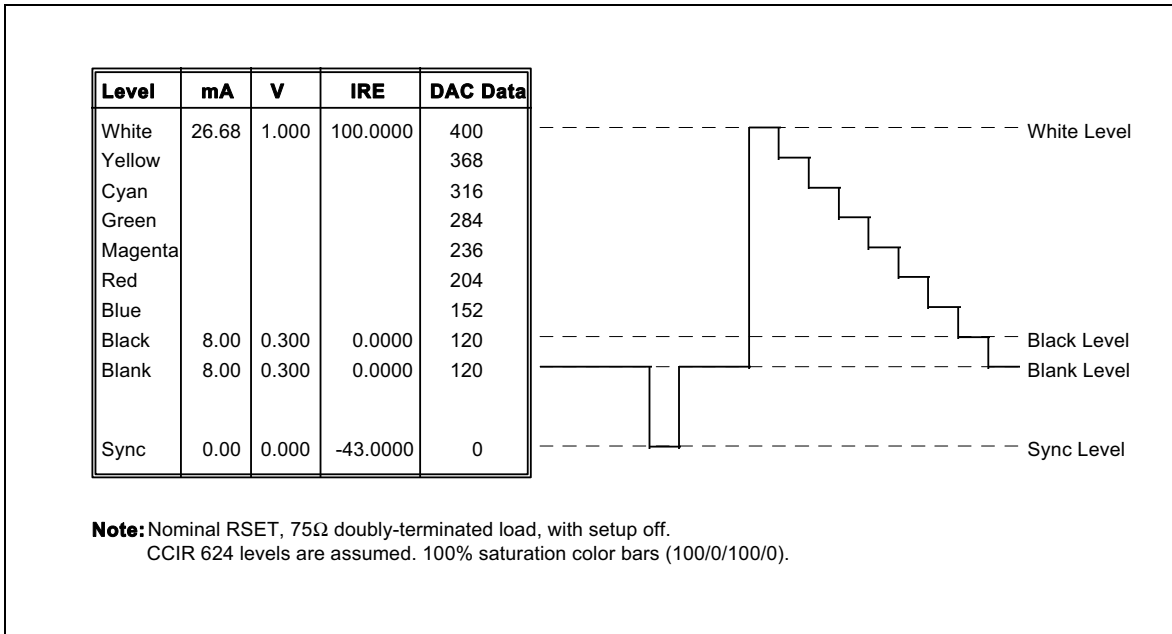 Level mA V IRE DAC Data
White 26.68 1.000 100.0000 400 White Level
Yellow 368
Cyan 316
Green 284
Magenta 236
Red 204
Blue 152
Black 8.00 0.300 0.0000 120 Black Level
Blank 8.00 0.300 0.0000 120 Blank Level
Sync 0.00 0.000 -43.0000 0 Sync Level
Note: Nominal RSET, 75Ω doubly-terminated load, with setup off.
CCIR 624 levels are assumed. 100% saturation color bars (100/0/100/0).